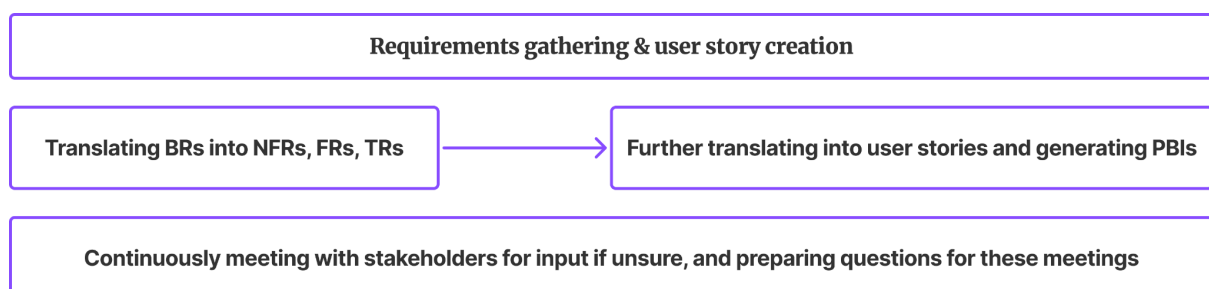 Requirements gathering & user story creation
Translating BRs into NFRs, FRs, TRs
Further translating into user stories and generating PBIs
Continuously meeting with stakeholders for input if unsure, and preparing questions for these meetings